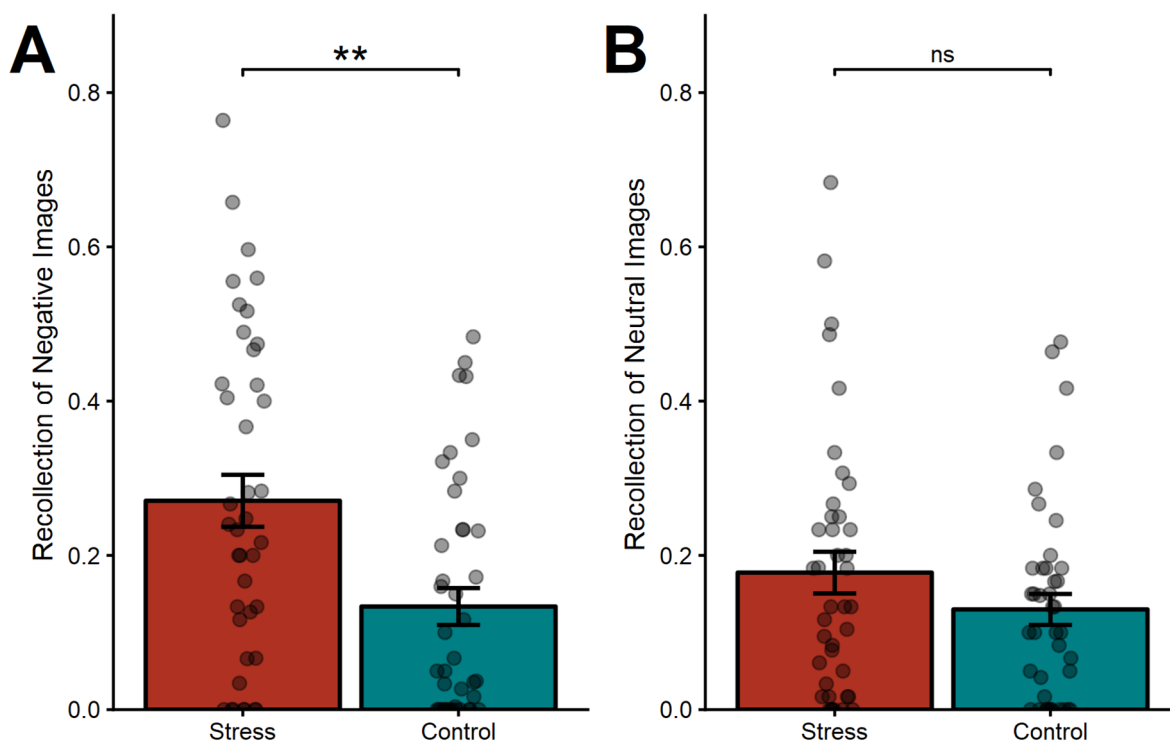 A
Recollection of Negative Images
0.8
0.6
0.4
0.2
0.0
**
Stress
Control
B
Recollection of Neutral Images
0.8
0.6
0.4
0.2
0.0
ns
Stress
Control